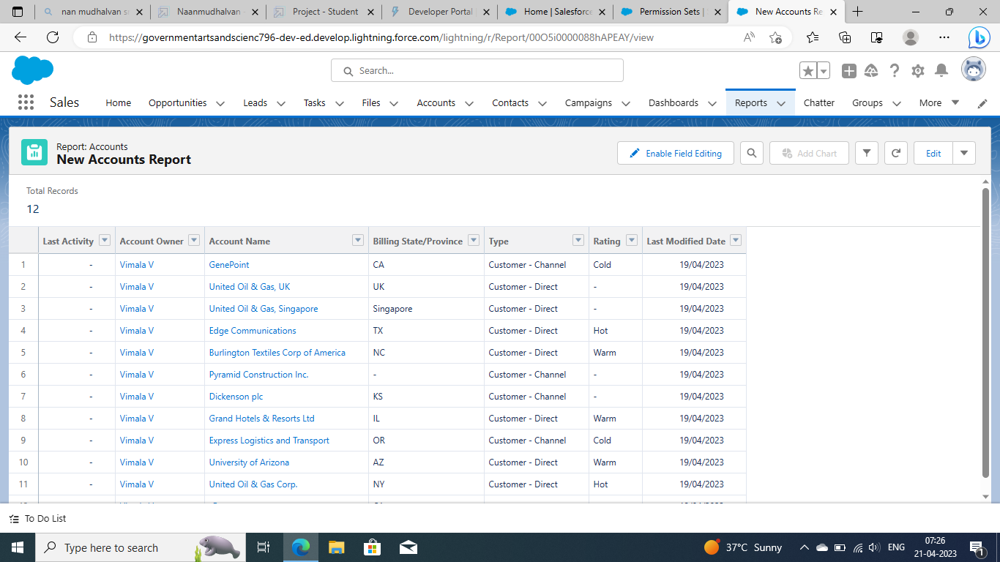 nan mudhalvan s
Naanmudhalvan
Project - Student
Developer Portal
Home | Salesforce
Permission Sets |
New Accounts Re
https://governmentartsandscienc796-dev-ed.develop.lightning.force.com/lightning/r/Report/00O5i0000088hAPEAY/view
Search...
Sales Home Opportunities Leads Tasks Files Accounts Contacts Campaigns Dashboards Reports Chatter Groups More
Report: Accounts
New Accounts Report
Enable Field Editing Add Chart Edit
Total Records
12
Last Activity Account Owner Account Name Billing State/Province Type Rating Last Modified Date
1 - Vimala V GenePoint CA Customer - Channel Cold 19/04/2023
2 - Vimala V United Oil & Gas, UK UK Customer - Direct - 19/04/2023
3 - Vimala V United Oil & Gas, Singapore Singapore Customer - Direct - 19/04/2023
4 - Vimala V Edge Communications TX Customer - Direct Hot 19/04/2023
5 - Vimala V Burlington Textiles Corp of America NC Customer - Direct Warm 19/04/2023
6 - Vimala V Pyramid Construction Inc. - Customer - Channel - 19/04/2023
7 - Vimala V Dickenson plc KS Customer - Channel - 19/04/2023
8 - Vimala V Grand Hotels & Resorts Ltd IL Customer - Direct Warm 19/04/2023
9 - Vimala V Express Logistics and Transport OR Customer - Channel Cold 19/04/2023
10 - Vimala V University of Arizona AZ Customer - Direct Warm 19/04/2023
11 - Vimala V United Oil & Gas Corp. NY Customer - Direct Hot 19/04/2023
To Do List
Type here to search
37°C Sunny
ENG
07:26
21-04-2023
1